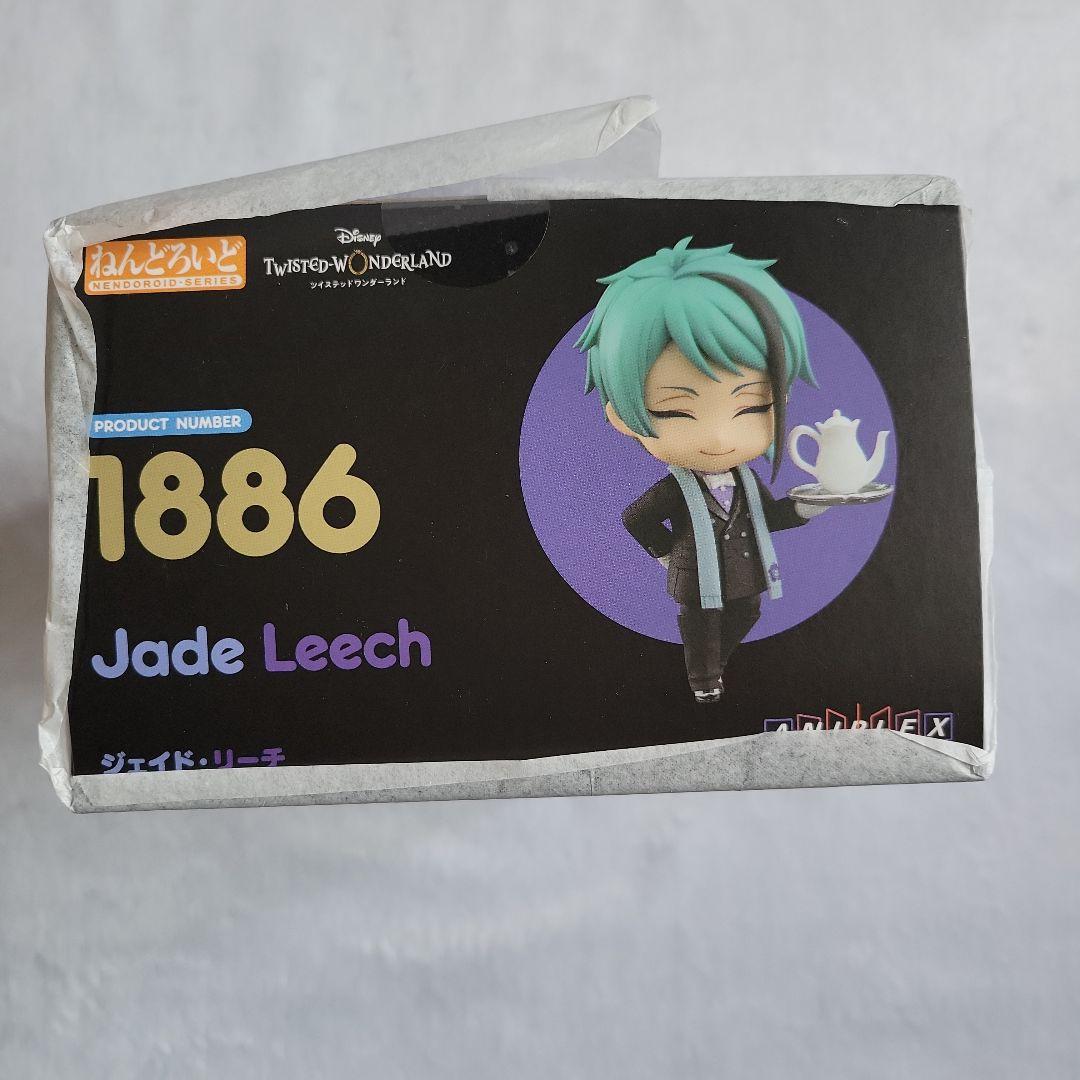 ねんどろいど
NENDOROID-SERIES
Disney
TWISTED-WONDERLAND
ツイステッドワンダーランド
PRODUCT NUMBER
1886
Jade Leech
ジェイド・リーチ
ANIPLEX